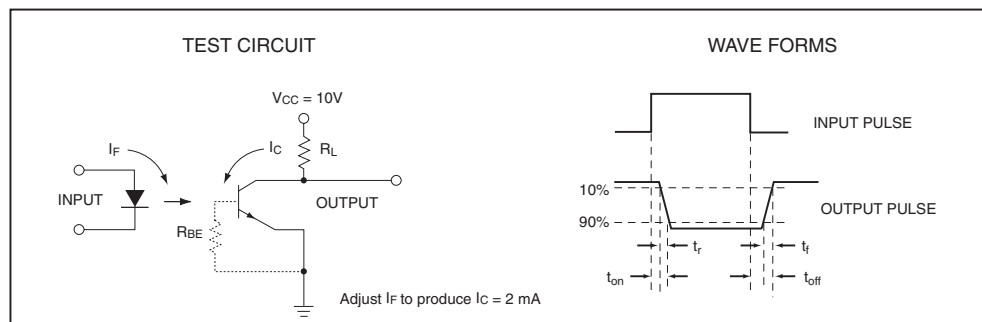 TEST CIRCUIT
WAVE FORMS
VCC = 10V
IF
IC
RL
INPUT
OUTPUT
RBE
Adjust IF to produce IC = 2 mA
INPUT PULSE
10%
OUTPUT PULSE
90%
tr
tf
ton
toff